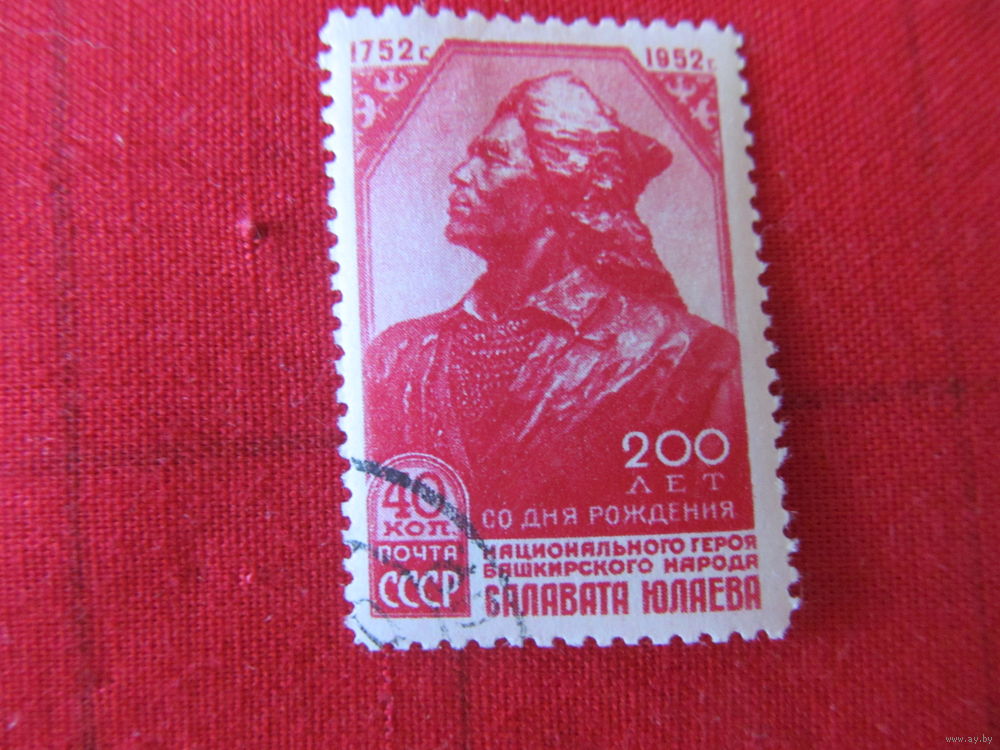 1752 г.
1952 г.
200
ЛЕТ
СО ДНЯ РОЖДЕНИЯ
НАЦИОНАЛЬНОГО ГЕРОЯ
БАШКИРСКОГО НАРОДА
САЛАВАТА ЮЛАЕВА
40
КОП.
ПОЧТА
СССР
www.ay.by